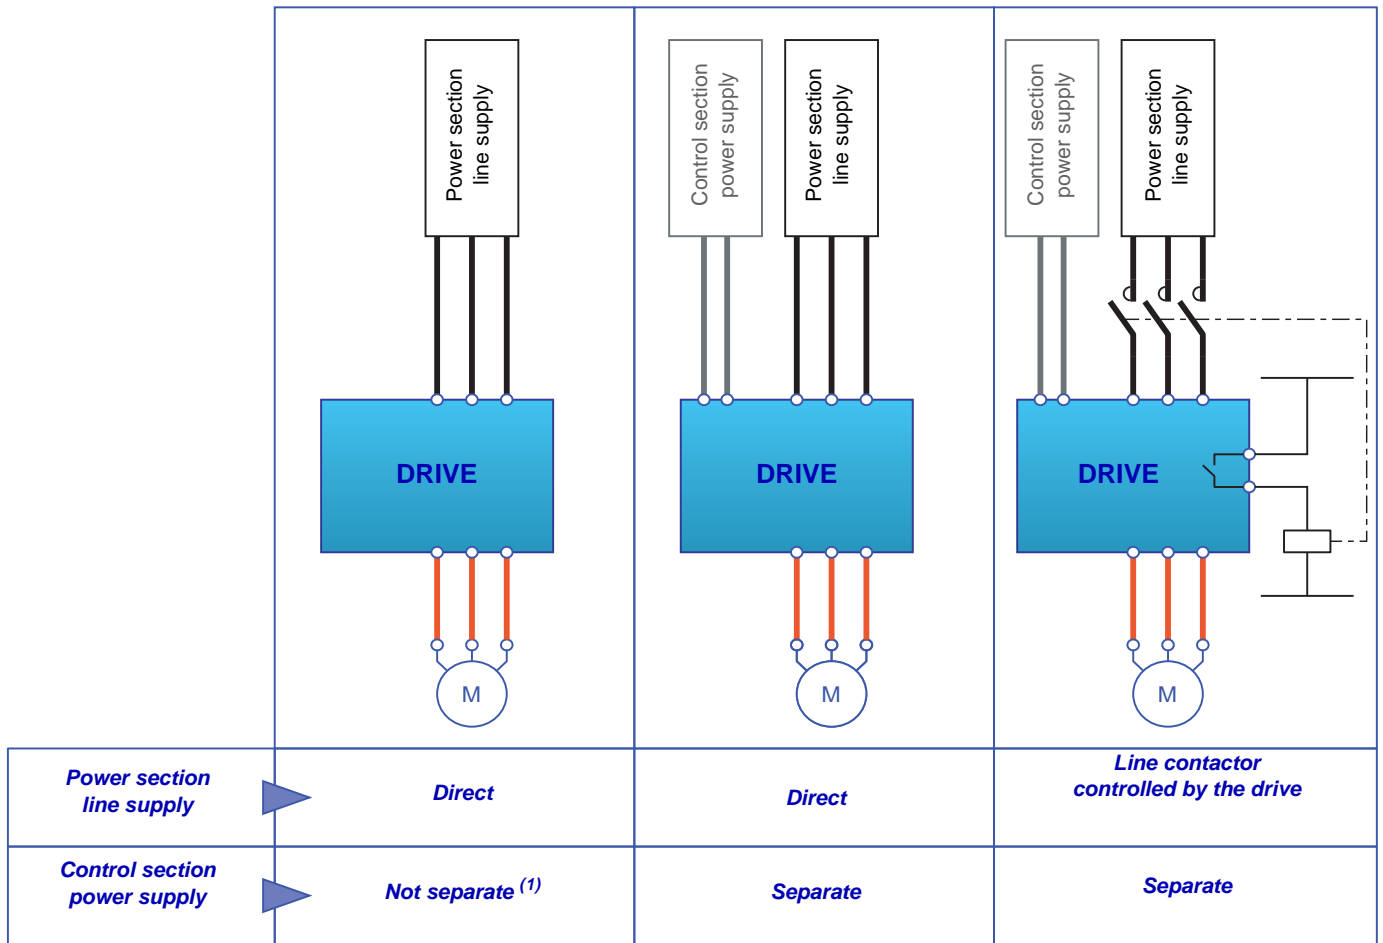 Power section
line supply
Control section
power supply
Power section
line supply
Control section
power supply
Power section
line supply
DRIVE
DRIVE
DRIVE
M
M
M
Power section
line supply
Direct
Direct
Line contactor
controlled by the drive
Control section
power supply
Not separate (1)
Separate
Separate